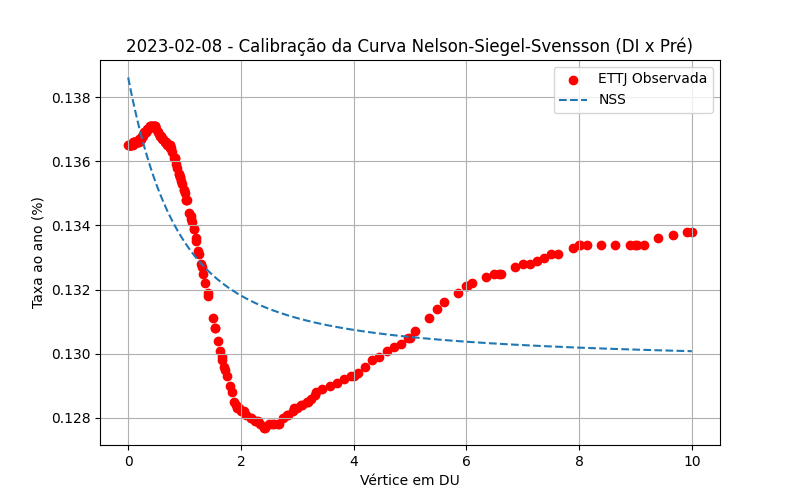 2023-02-08 - Calibração da Curva Nelson-Siegel-Svensson (DI x Pré)
ETTJ Observada
NSS
0.138
0.136
0.134
0.132
0.130
0.128
Taxa ao ano (%)
0 2 4 6 8 10
Vértice em DU